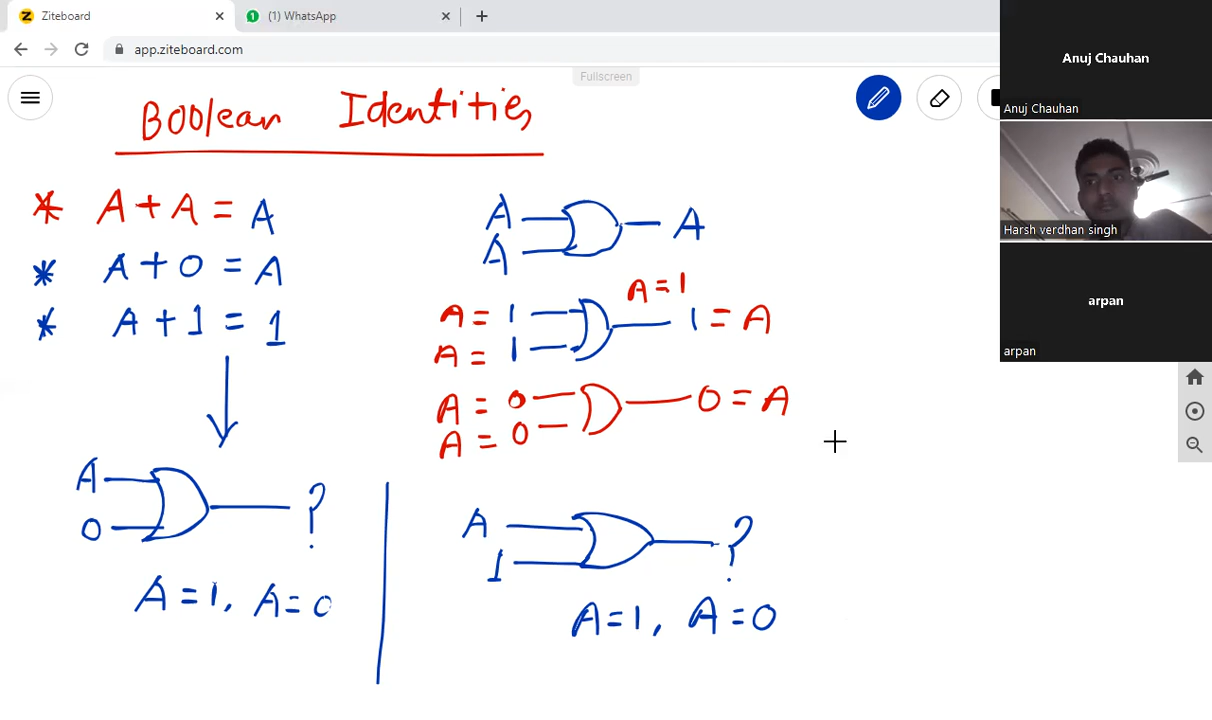 Ziteboard
(1) WhatsApp
app.ziteboard.com
Fullscreen
Boolean Identities
* A + A = A
* A + 0 = A
* A + 1 = 1
A
A
A
A = 1
A = 1
1 = A
A = 1
A = 0
0 = A
A = 0
A
0
?
A = 1, A = 0
A
1
?
A = 1, A = 0
Anuj Chauhan
Anuj Chauhan
Harsh verdhan singh
arpan
arpan